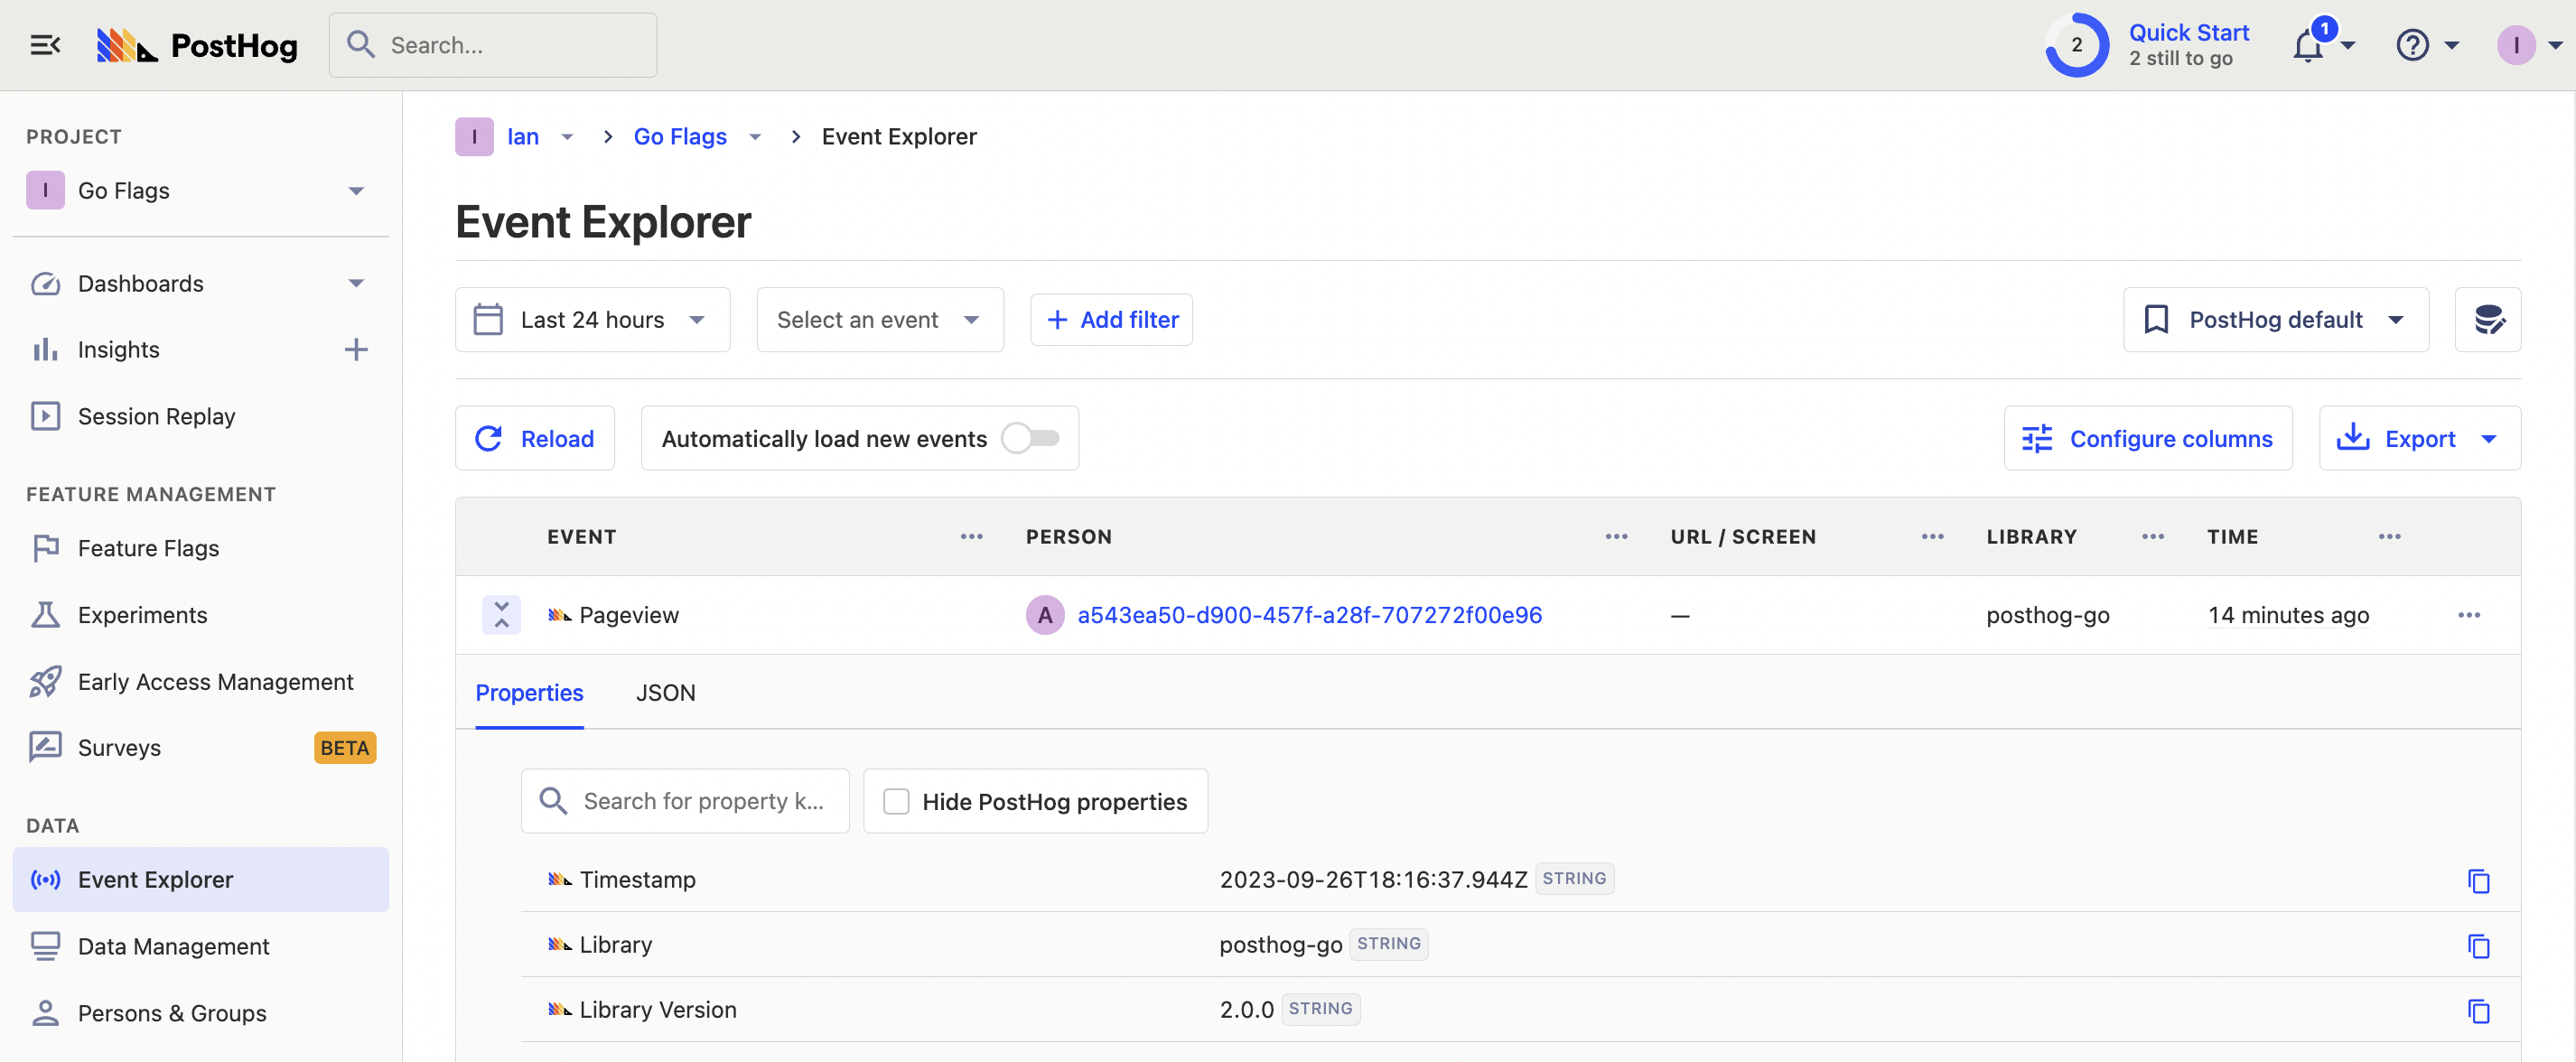 PostHog
Search...
2
Quick Start
2 still to go
1
I
PROJECT
I Go Flags
Dashboards
Insights
Session Replay
FEATURE MANAGEMENT
Feature Flags
Experiments
Early Access Management
Surveys BETA
DATA
Event Explorer
Data Management
Persons & Groups
I Ian Go Flags Event Explorer
Event Explorer
Last 24 hours Select an event Add filter PostHog default
Reload Automatically load new events Configure columns Export
EVENT PERSON URL / SCREEN LIBRARY TIME
Pageview A a543ea50-d900-457f-a28f-707272f00e96 — posthog-go 14 minutes ago
Properties JSON
Search for property k... Hide PostHog properties
Timestamp 2023-09-26T18:16:37.944Z STRING
Library posthog-go STRING
Library Version 2.0.0 STRING